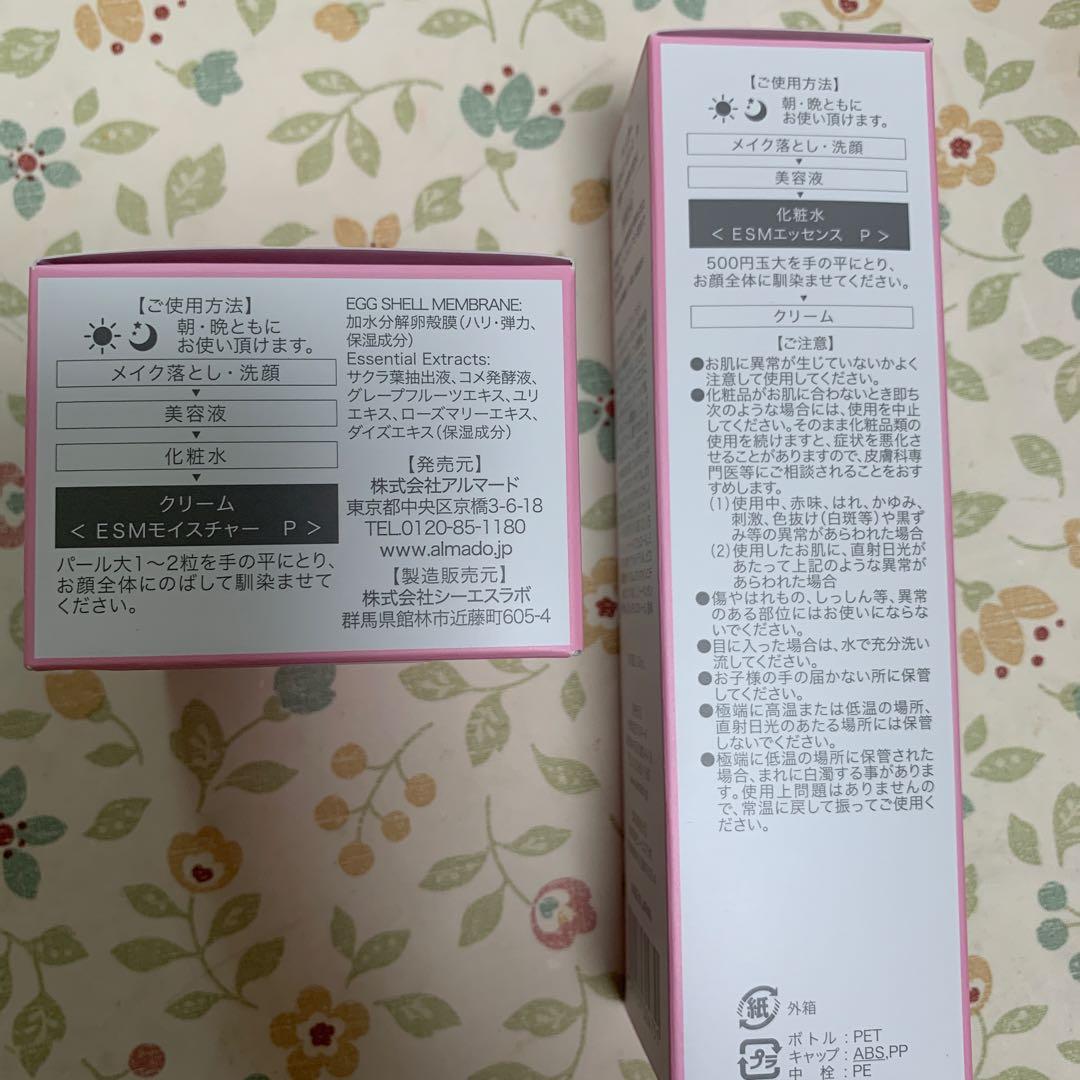 【ご使用方法】
朝・晩ともに
お使い頂けます。
メイク落とし・洗顔
美容液
化粧水
クリーム
＜ ESMモイスチャー　P ＞
パール大1〜2粒を手の平にとり、
お顔全体にのばして馴染ませて
ください。
EGG SHELL MEMBRANE:
加水分解卵殻膜（ハリ・弾力、
保湿成分）
Essential Extracts:
サクラ葉抽出液、コメ発酵液、
グレープフルーツエキス、ユリ
エキス、ローズマリーエキス、
ダイズエキス（保湿成分）
【発売元】
株式会社アルマード
東京都中央区京橋3-6-18
TEL.0120-85-1180
www.almado.jp
【製造販売元】
株式会社シーエスラボ
群馬県館林市近藤町605-4
【ご使用方法】
朝・晩ともに
お使い頂けます。
メイク落とし・洗顔
美容液
化粧水
＜ ESMエッセンス　P ＞
500円玉大を手の平にとり、
お顔全体に馴染ませてください。
クリーム
【ご注意】
●お肌に異常が生じていないかよく
注意して使用してください。
●化粧品がお肌に合わないとき即ち
次のような場合には、使用を中止
してください。そのまま化粧品類の
使用を続けますと、症状を悪化さ
せることがありますので、皮膚科専
門医等にご相談されることをおす
すめします。
(1)使用中、赤味、はれ、かゆみ、
刺激、色抜け(白斑等)や黒ず
み等の異常があらわれた場合
(2)使用したお肌に、直射日光が
あたって上記のような異常が
あらわれた場合
●傷やはれもの、しっしん等、異常
のある部位にはお使いにならな
いでください。
●目に入った場合は、水で充分洗い
流してください。
●お子様の手の届かない所に保管
してください。
●極端に高温または低温の場所、
直射日光のあたる場所には保管
しないでください。
●極端に低温の場所に保管された
場合、まれに白濁する事がありま
す。使用上問題はありませんの
で、常温に戻して振ってご使用く
ださい。
紙 外箱
プラ ボトル : PET
キャップ : ABS,PP
中　栓 : PE